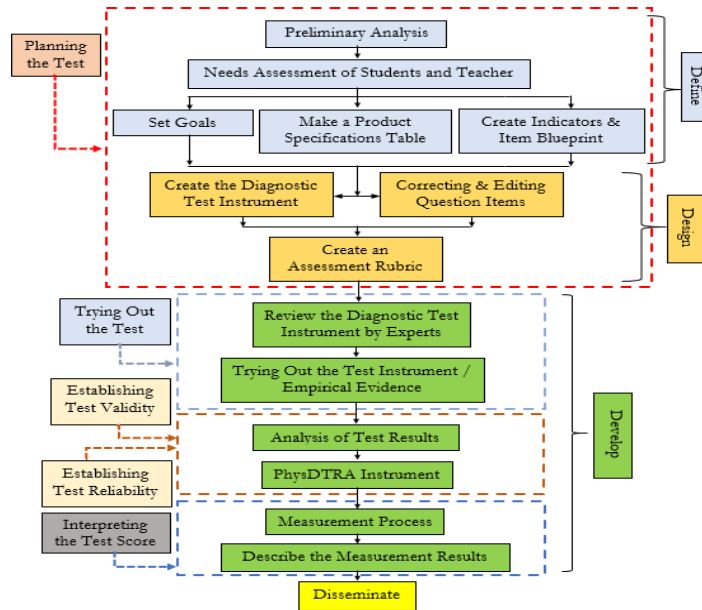 Planning
the Test
Preliminary Analysis
Needs Assessment of Students and Teacher
Set Goals
Make a Product
Specifications Table
Create Indicators &
Item Blueprint
Define
Create the Diagnostic
Test Instrument
Correcting & Editing
Question Items
Create an
Assessment Rubric
Design
Trying Out
the Test
Review the Diagnostic Test
Instrument by Experts
Trying Out the Test Instrument /
Empirical Evidence
Establishing
Test Validity
Analysis of Test Results
Establishing
Test Reliability
PhysDTRA Instrument
Develop
Interpreting
the Test Score
Measurement Process
Describe the Measurement Results
Disseminate